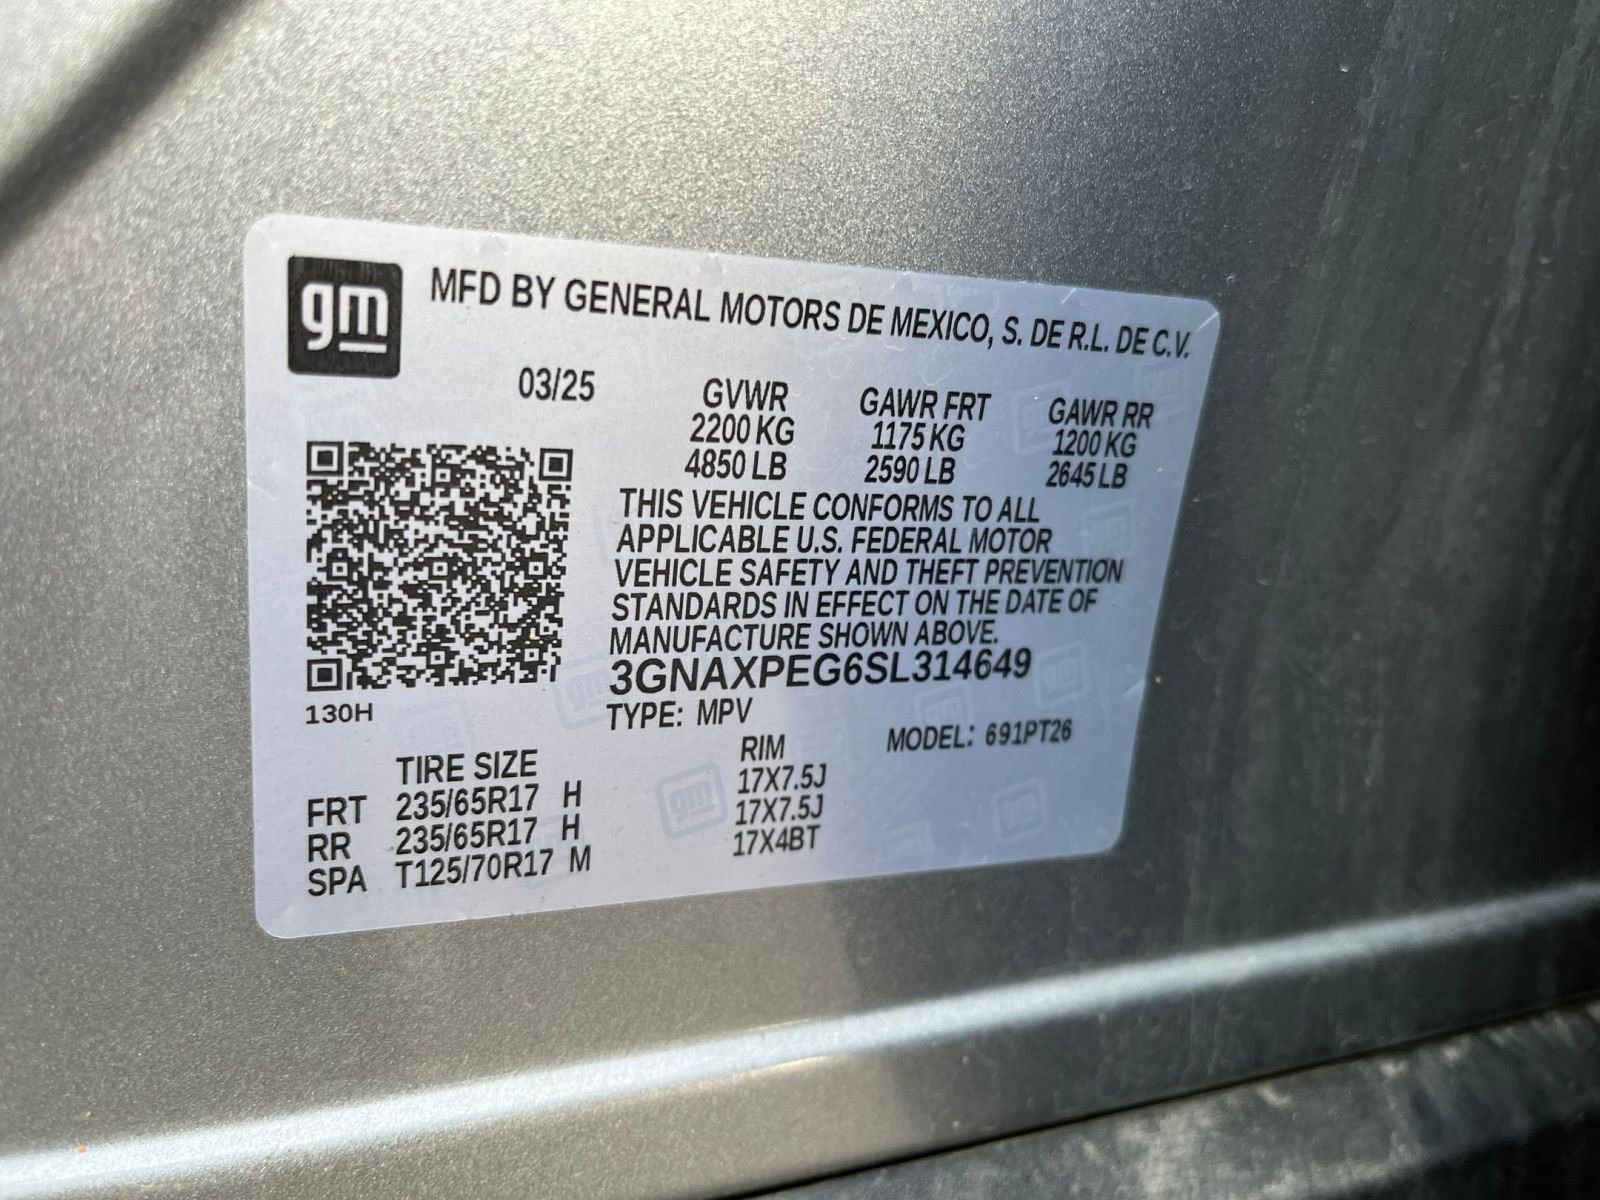 gm
MFD BY GENERAL MOTORS DE MEXICO, S. DE R.L. DE C.V.
03/25
GVWR GAWR FRT GAWR RR
2200 KG 1175 KG 1200 KG
4850 LB 2590 LB 2645 LB
THIS VEHICLE CONFORMS TO ALL
APPLICABLE U.S. FEDERAL MOTOR
VEHICLE SAFETY AND THEFT PREVENTION
STANDARDS IN EFFECT ON THE DATE OF
MANUFACTURE SHOWN ABOVE.
3GNAXPEG6SL314649
130H
TYPE: MPV
MODEL: 691PT26
TIRE SIZE RIM
FRT 235/65R17 H 17X7.5J
RR 235/65R17 H 17X7.5J
SPA T125/70R17 M 17X4BT
gm